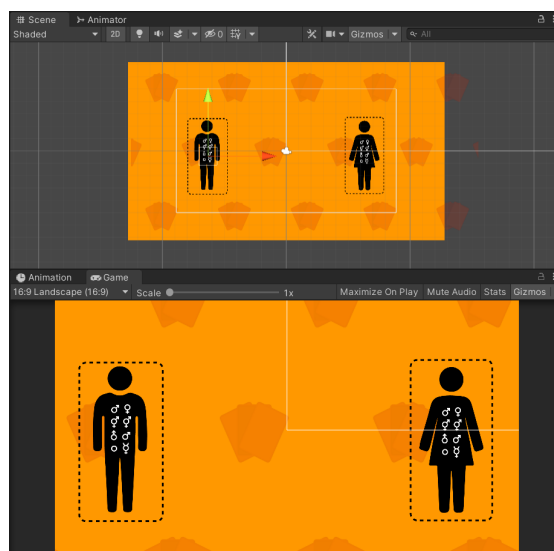 Scene Animator
Shaded 2D 0 Gizmos All
Animation Game
16:9 Landscape (16:9) Scale 1x Maximize On Play Mute Audio Stats Gizmos
♂ ♀
⚦ ⚥
♁ ♂
○ ☿
♂ ♀